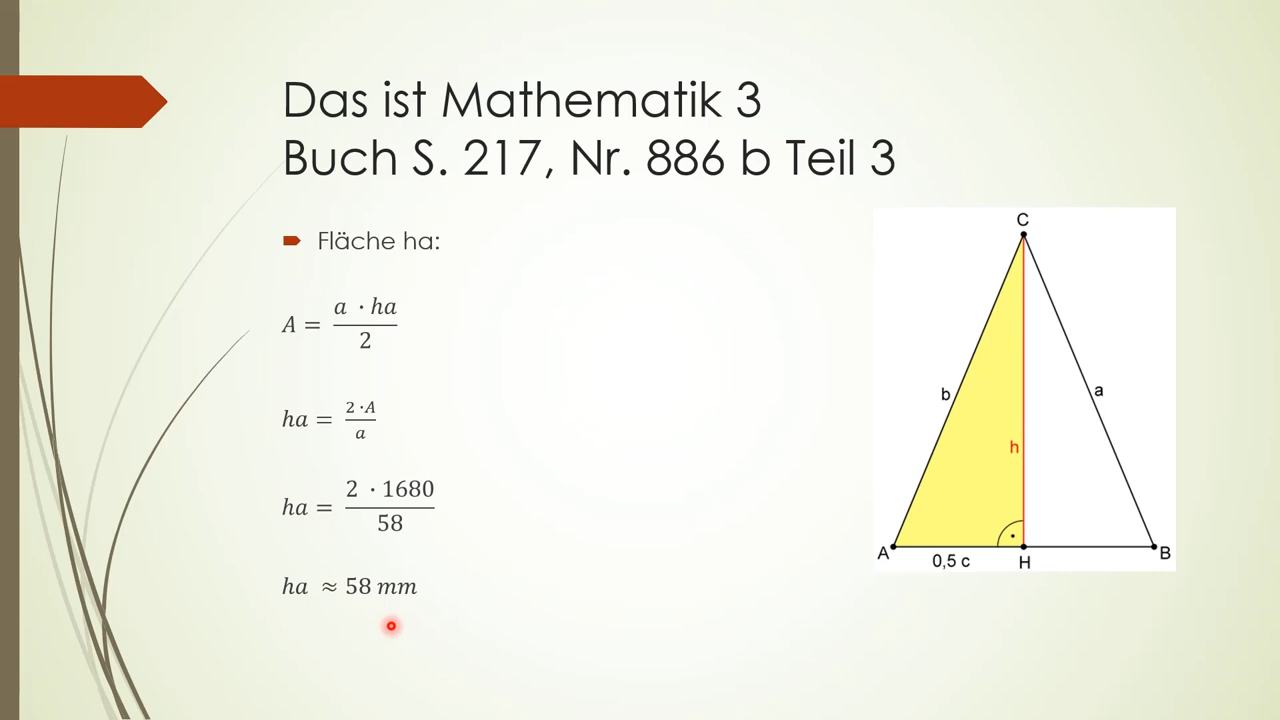 Das ist Mathematik 3
Buch S. 217, Nr. 886 b Teil 3
Fläche ha:
A = a · ha / 2
ha = 2 · A / a
ha = 2 · 1680 / 58
ha ≈ 58 mm
C
b
a
h
A
B
0,5 c
H